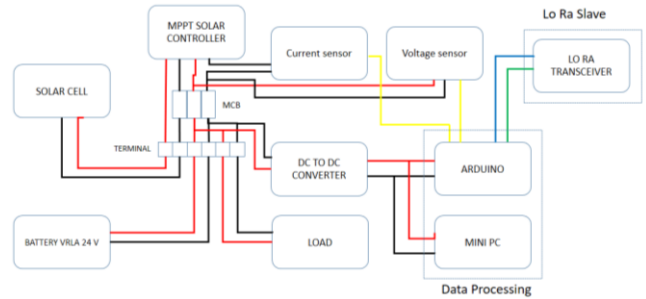 Lo Ra Slave
MPPT SOLAR
CONTROLLER
Current sensor
Voltage sensor
LO RA
TRANSCEIVER
SOLAR CELL
MCB
TERMINAL
DC TO DC
CONVERTER
ARDUINO
BATTERY VRLA 24 V
LOAD
MINI PC
Data Processing